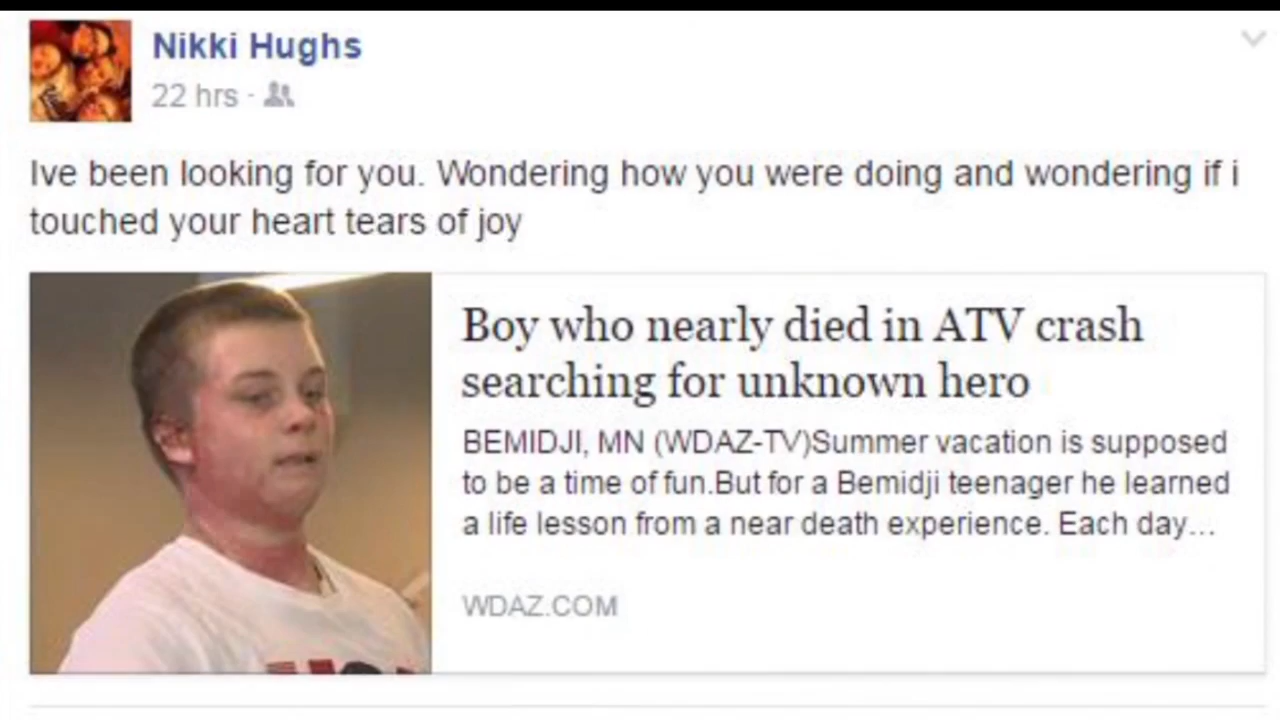 Nikki Hughs
22 hrs ·
Ive been looking for you. Wondering how you were doing and wondering if i
touched your heart tears of joy
Boy who nearly died in ATV crash
searching for unknown hero
BEMIDJI, MN (WDAZ-TV)Summer vacation is supposed
to be a time of fun.But for a Bemidji teenager he learned
a life lesson from a near death experience. Each day...
WDAZ.COM